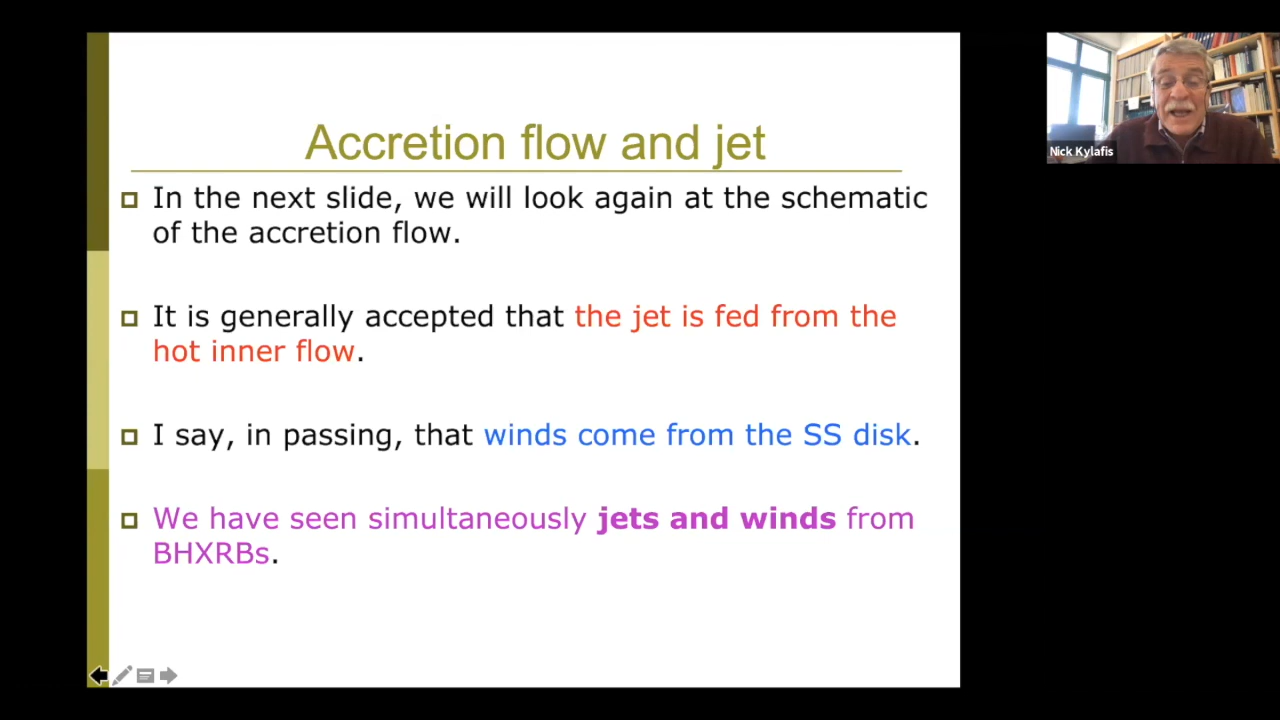 Accretion flow and jet
In the next slide, we will look again at the schematic
of the accretion flow.
It is generally accepted that the jet is fed from the
hot inner flow.
I say, in passing, that winds come from the SS disk.
We have seen simultaneously jets and winds from
BHXRBs.
Nick Kylafis